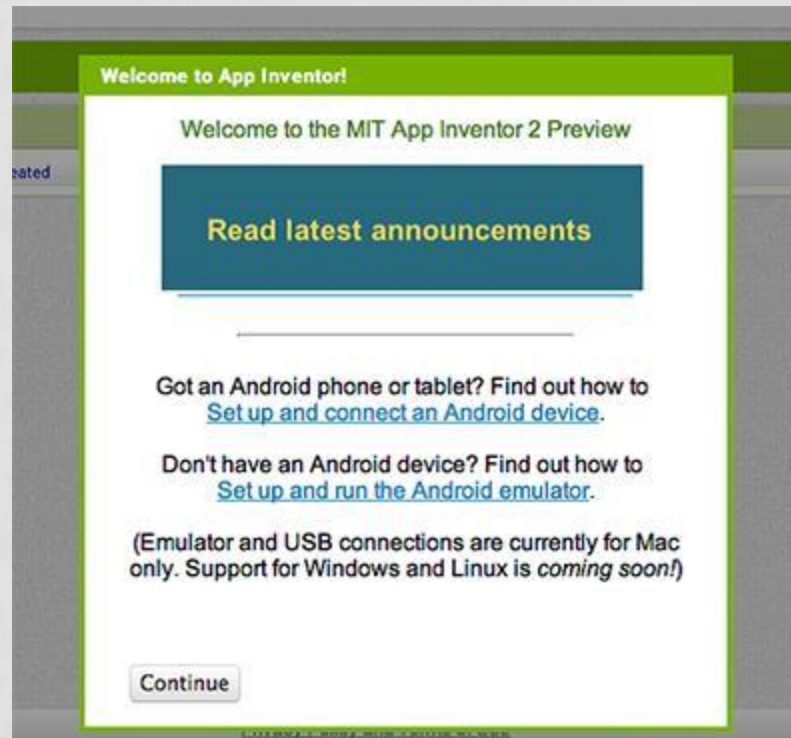 Welcome to App Inventor!
Welcome to the MIT App Inventor 2 Preview
eated
Read latest announcements
Got an Android phone or tablet? Find out how to
Set up and connect an Android device.
Don't have an Android device? Find out how to
Set up and run the Android emulator.
(Emulator and USB connections are currently for Mac
only. Support for Windows and Linux is coming soon!)
Continue